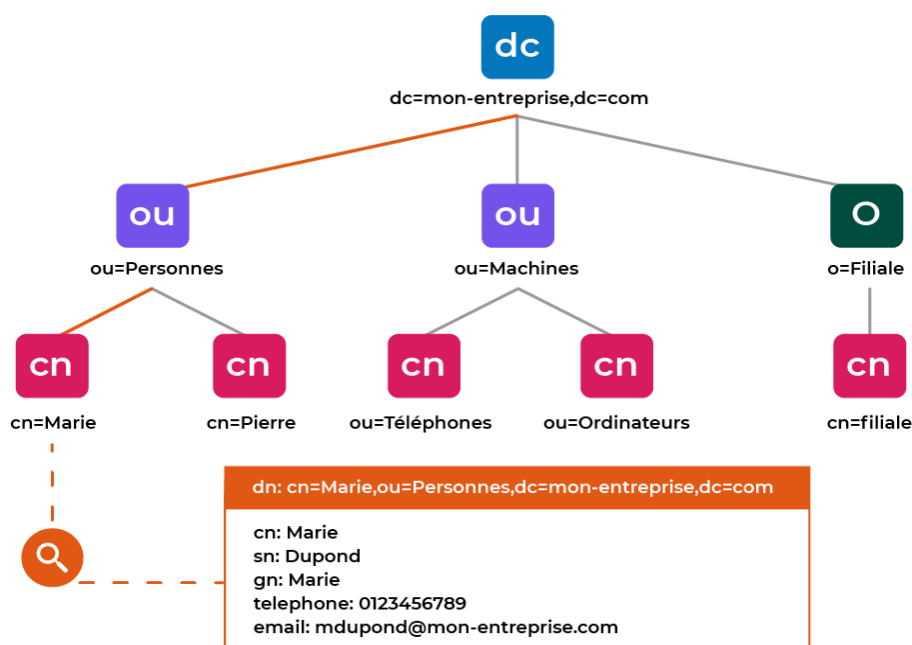 dc
dc=mon-entreprise,dc=com
ou
ou
O
ou=Personnes
ou=Machines
o=Filiale
cn
cn
cn
cn
cn
cn=Marie
cn=Pierre
ou=Téléphones
ou=Ordinateurs
cn=filiale
dn: cn=Marie,ou=Personnes,dc=mon-entreprise,dc=com
cn: Marie
sn: Dupond
gn: Marie
telephone: 0123456789
email: mdupond@mon-entreprise.com